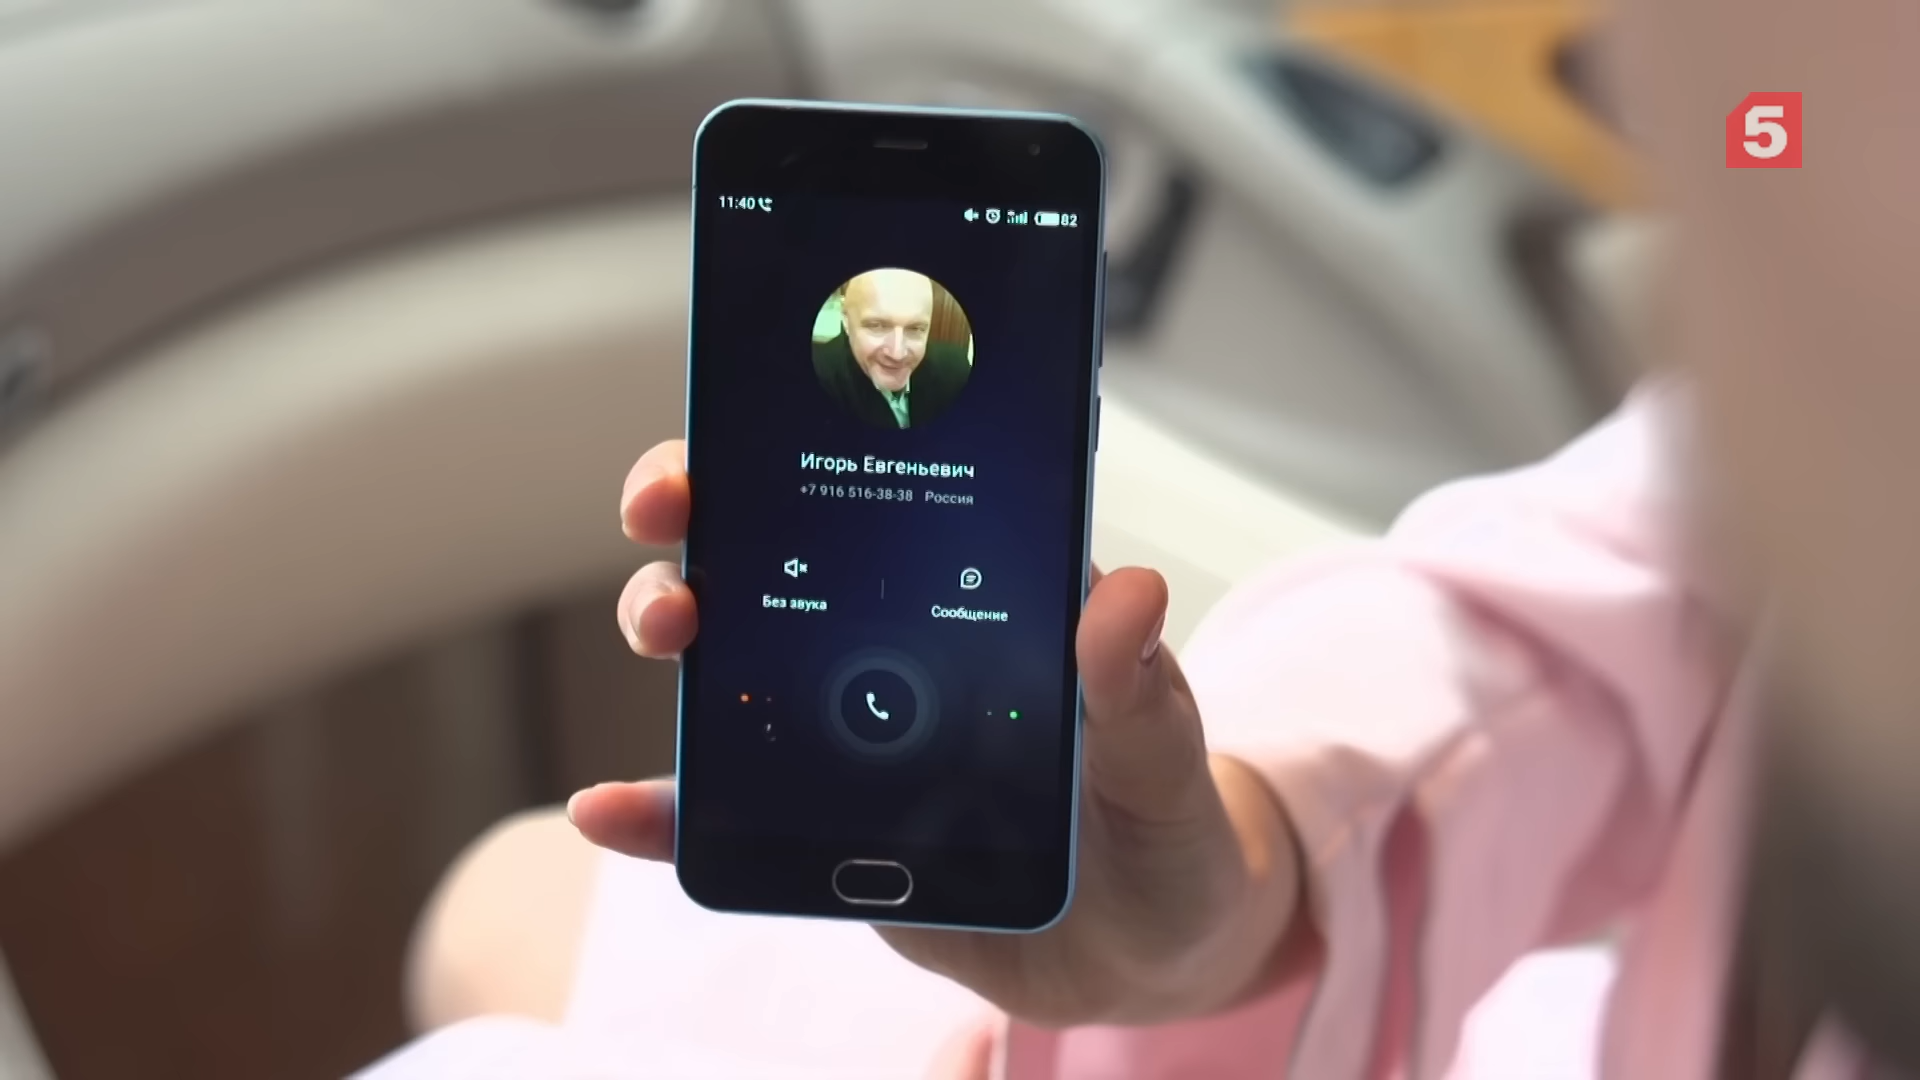 5
11:40
82
Игорь Евгеньевич
+7 916 516-38-38 Россия
Без звука
Сообщение